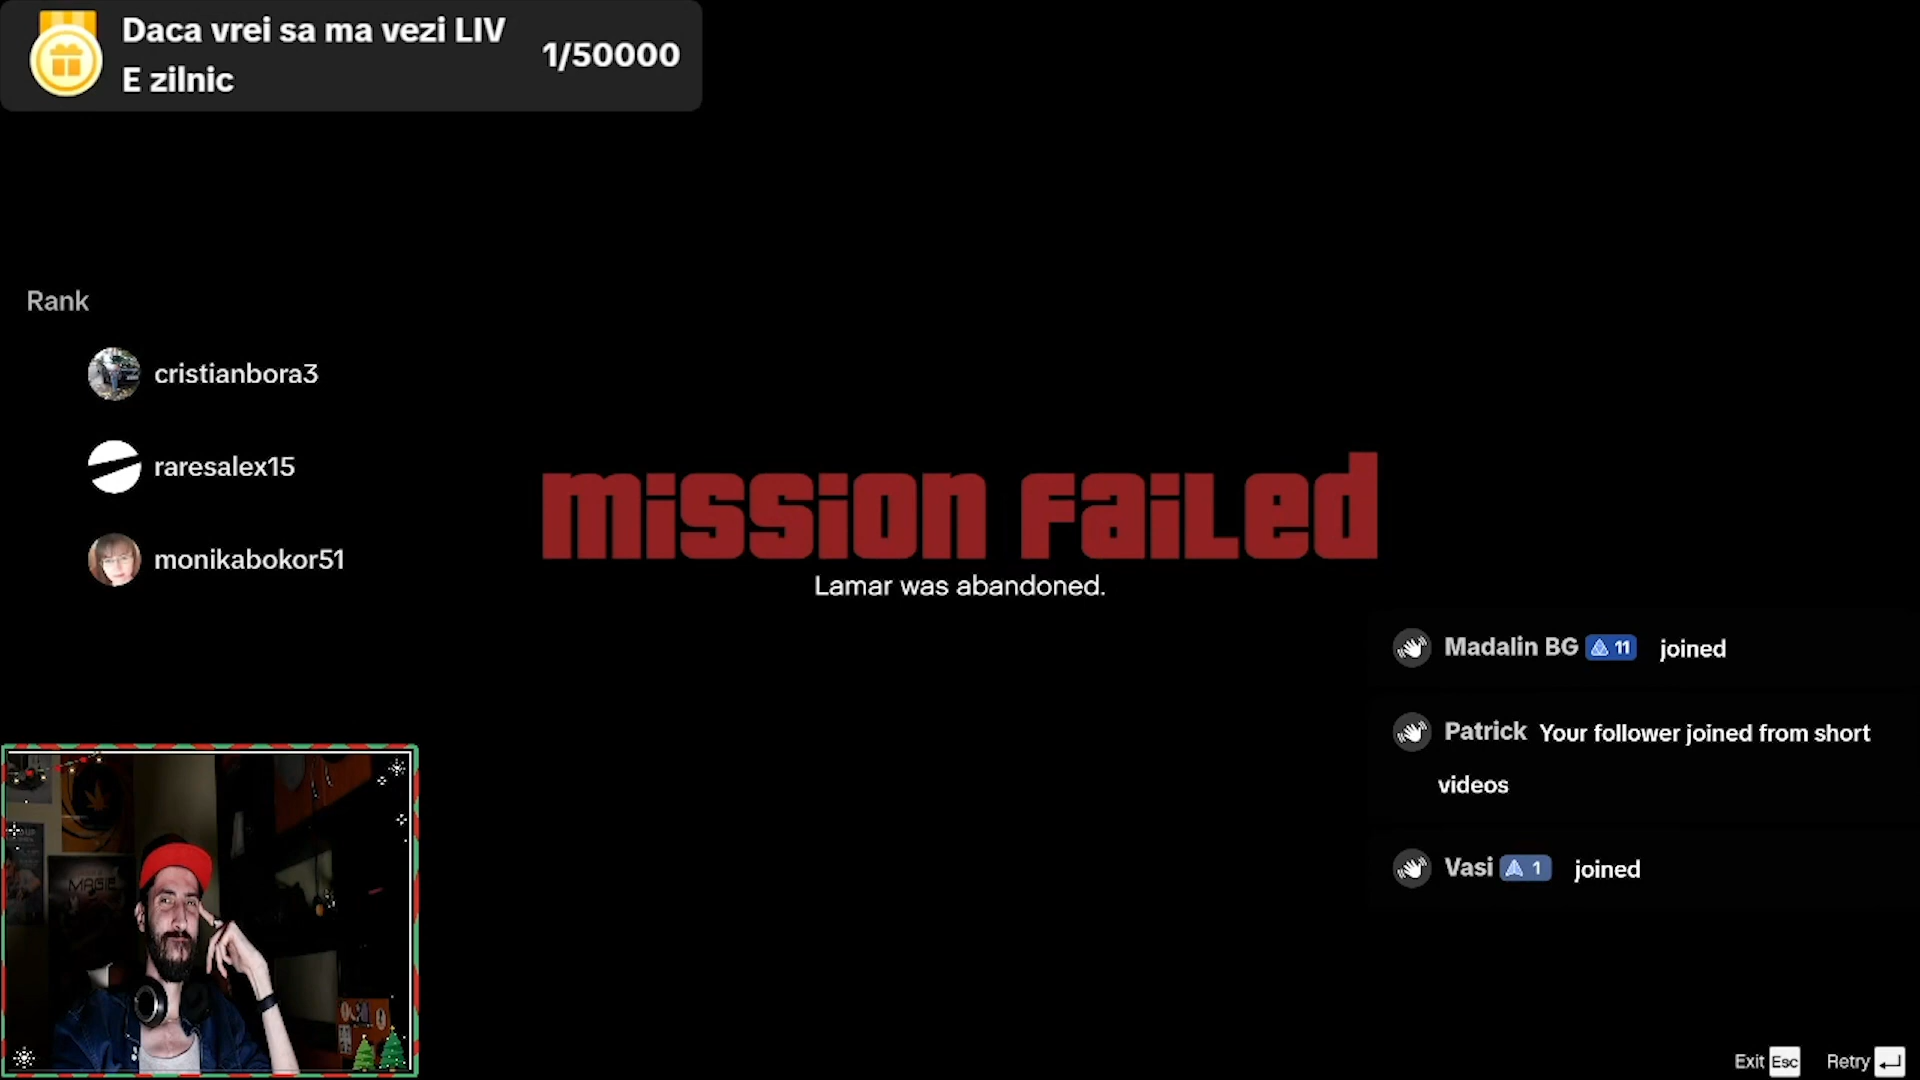 Daca vrei sa ma vezi LIV
E zilnic
1/50000
Rank
cristianbora3
raresalex15
monikabokor51
mission failed
Lamar was abandoned.
Madalin BG 11 joined
Patrick Your follower joined from short
videos
Vasi 1 joined
MAGIE
Exit Esc Retry